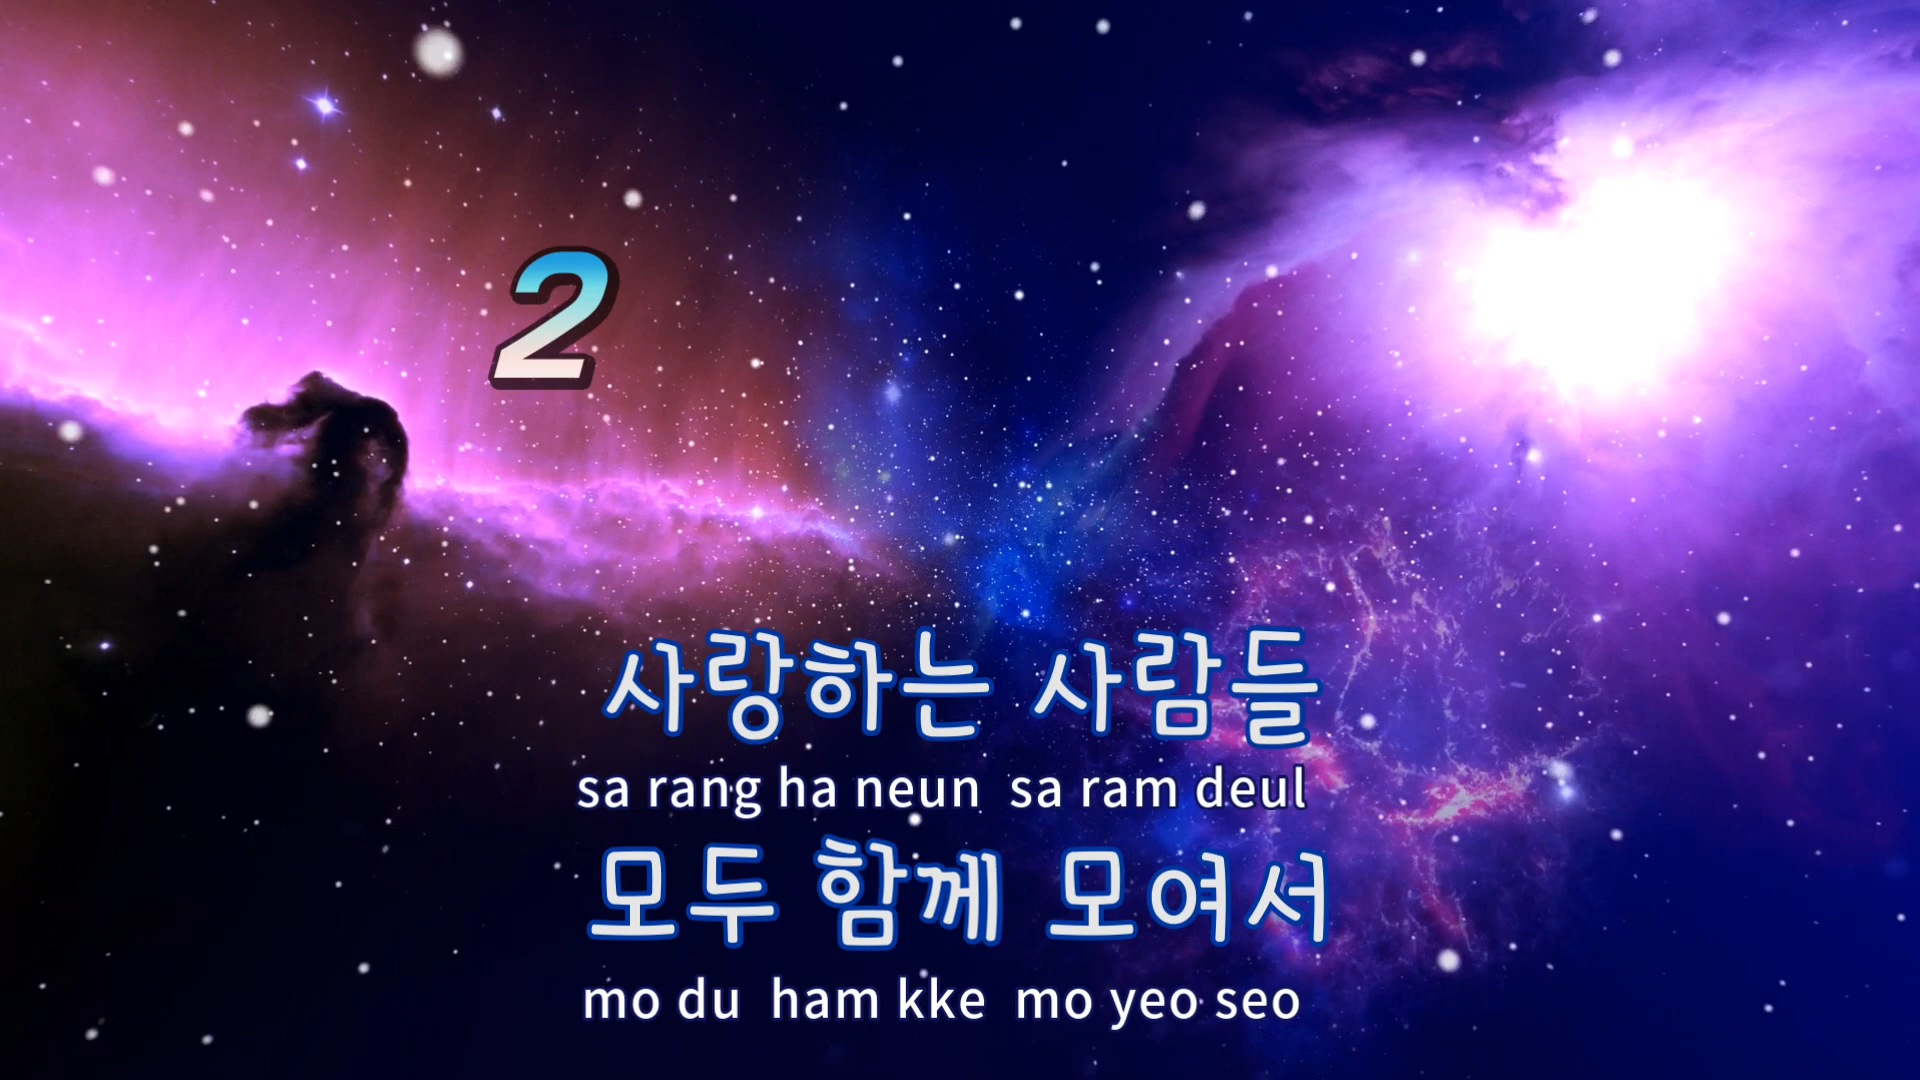 2
사랑하는 사람들
sa rang ha neun sa ram deul
모두 함께 모여서
mo du ham kke mo yeo seo